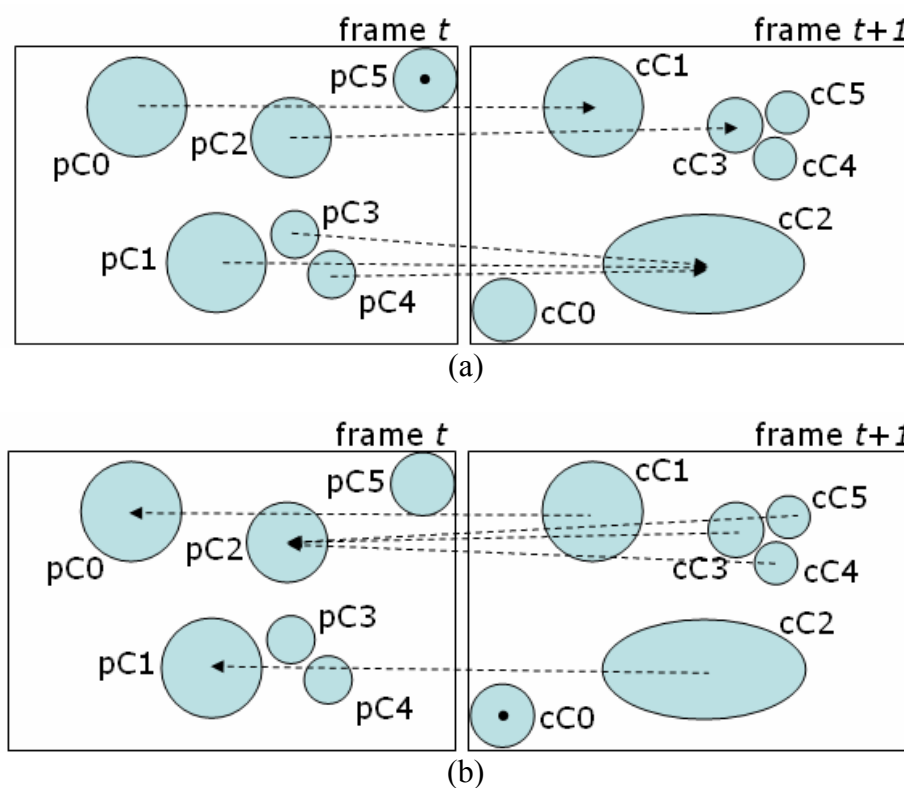 frame t
frame t+1
pC5
cC1
cC5
pC2
pC0
cC3
cC4
pC3
cC2
pC1
pC4
cC0
(a)
frame t
frame t+1
pC5
cC1
cC5
pC2
pC0
cC3
cC4
pC3
cC2
pC1
pC4
cC0
(b)